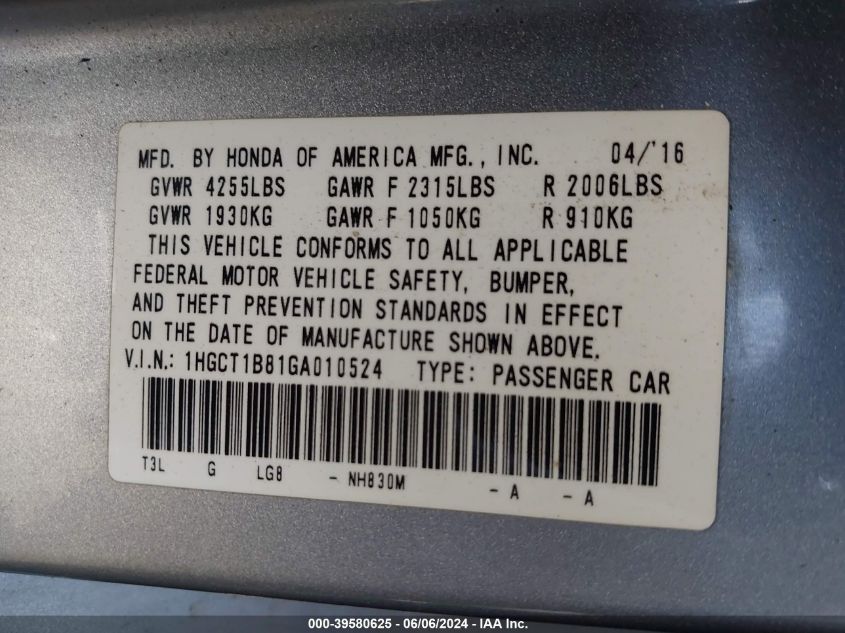 MFD. BY HONDA OF AMERICA MFG., INC. 04/'16
GVWR 4255LBS GAWR F 2315LBS R 2006LBS
GVWR 1930KG GAWR F 1050KG R 910KG
THIS VEHICLE CONFORMS TO ALL APPLICABLE
FEDERAL MOTOR VEHICLE SAFETY, BUMPER,
AND THEFT PREVENTION STANDARDS IN EFFECT
ON THE DATE OF MANUFACTURE SHOWN ABOVE.
V.I.N.: 1HGCT1B81GA010524 TYPE: PASSENGER CAR
T3L G LG8 - NH830M - A - A
000-39580625 - 06/06/2024 - IAA Inc.